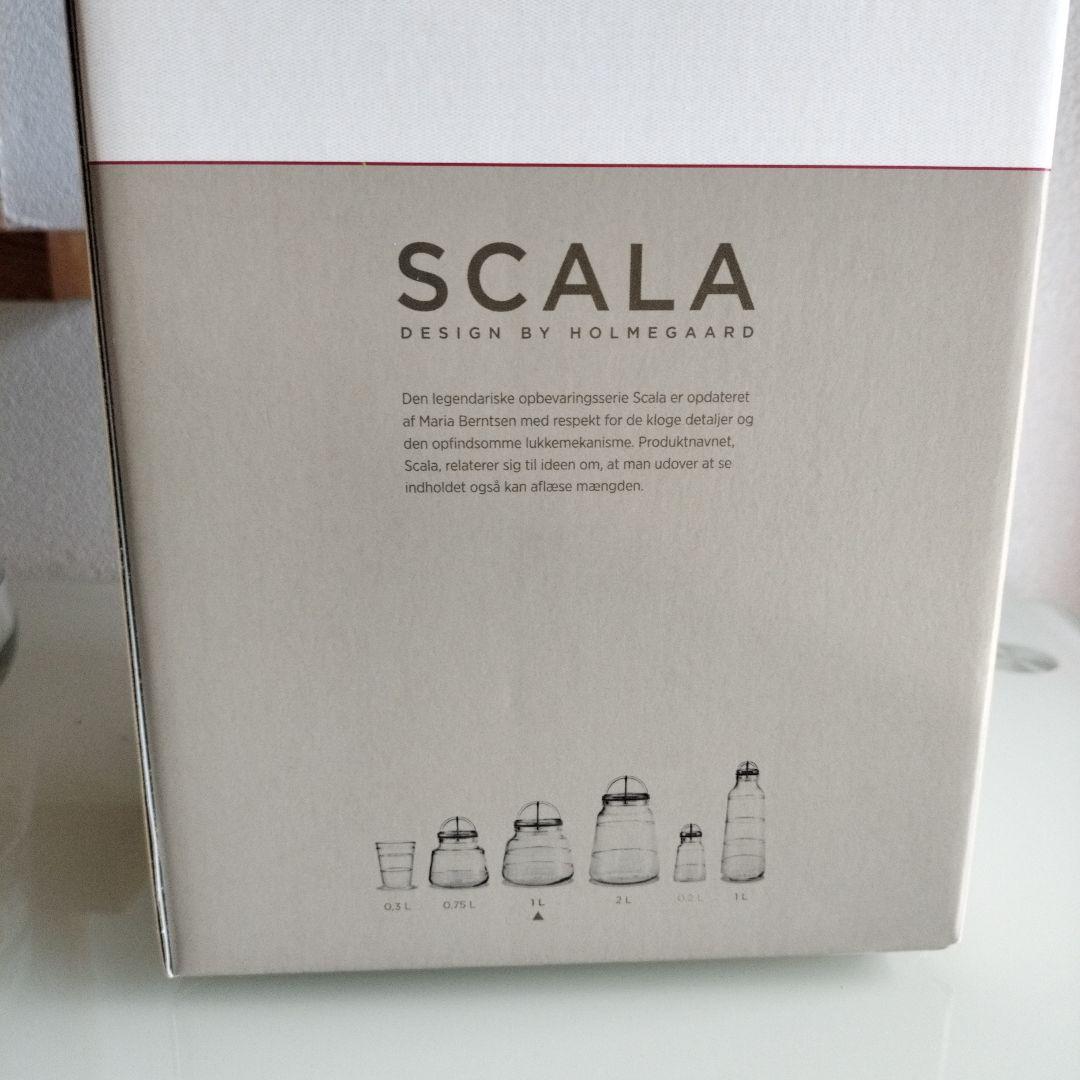 SCALA
DESIGN BY HOLMEGAARD
Den legendariske opbevaringsserie Scala er opdateret
af Maria Berntsen med respekt for de kloge detaljer og
den opfindsomme lukkemekanisme. Produktnavnet,
Scala, relaterer sig til ideen om, at man udover at se
indholdet også kan aflæse mængden.
0,3 L 0,75 L 1 L 2 L 0,2 L 1 L